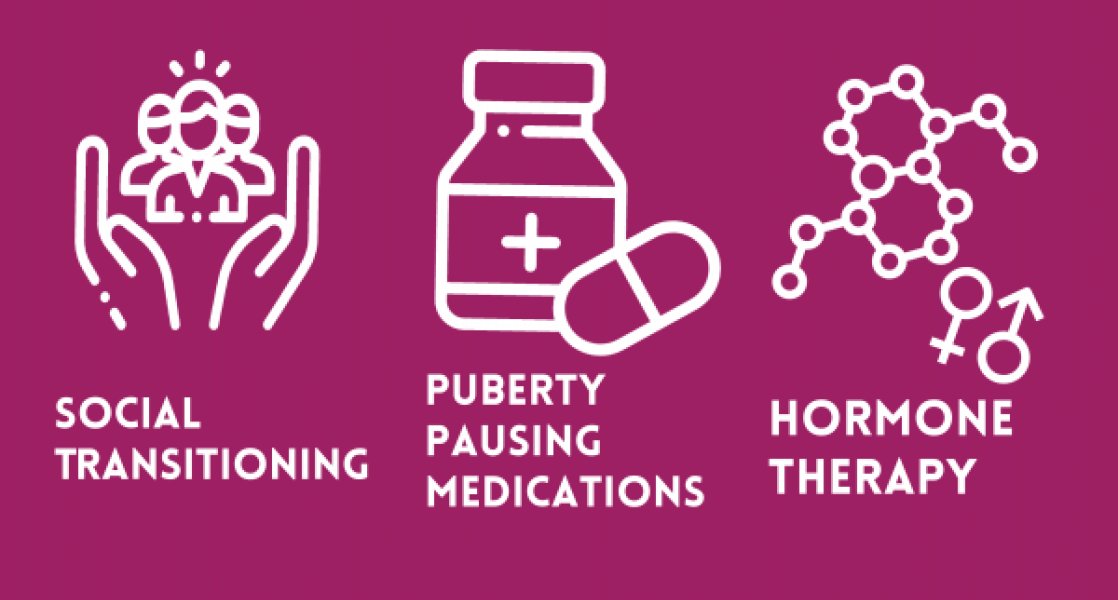 SOCIAL
TRANSITIONING
PUBERTY
PAUSING
MEDICATIONS
HORMONE
THERAPY